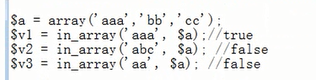 $a = array('aaa','bb','cc');
$v1 = in_array('aaa', $a);//true
$v2 = in_array('abc', $a); //false
$v3 = in_array('aa', $a); //false